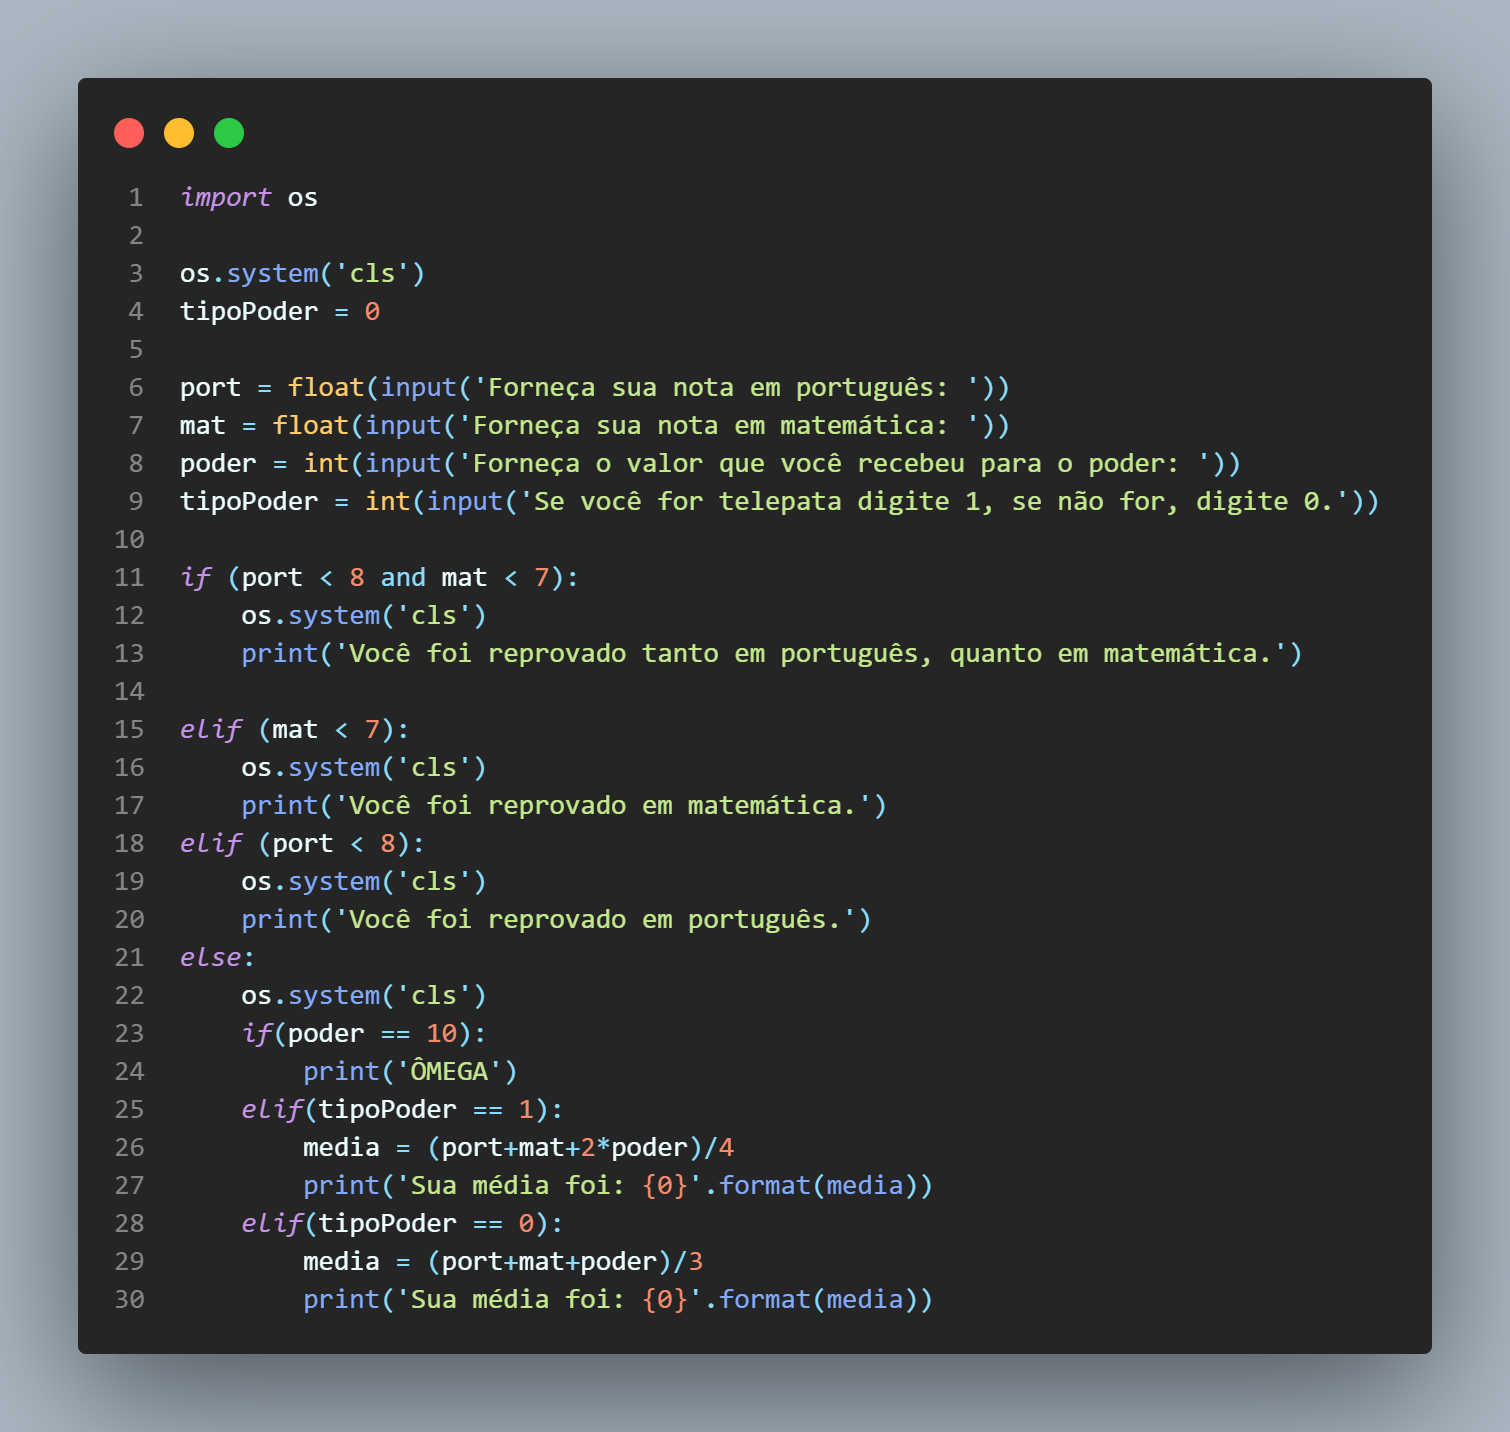 1 import os
2
3 os.system('cls')
4 tipoPoder = 0
5
6 port = float(input('Forneça sua nota em português: '))
7 mat = float(input('Forneça sua nota em matemática: '))
8 poder = int(input('Forneça o valor que você recebeu para o poder: '))
9 tipoPoder = int(input('Se você for telepata digite 1, se não for, digite 0.'))
10
11 if (port < 8 and mat < 7):
12     os.system('cls')
13     print('Você foi reprovado tanto em português, quanto em matemática.')
14
15 elif (mat < 7):
16     os.system('cls')
17     print('Você foi reprovado em matemática.')
18 elif (port < 8):
19     os.system('cls')
20     print('Você foi reprovado em português.')
21 else:
22     os.system('cls')
23     if(poder == 10):
24         print('ÔMEGA')
25     elif(tipoPoder == 1):
26         media = (port+mat+2*poder)/4
27         print('Sua média foi: {0}'.format(media))
28     elif(tipoPoder == 0):
29         media = (port+mat+poder)/3
30         print('Sua média foi: {0}'.format(media))